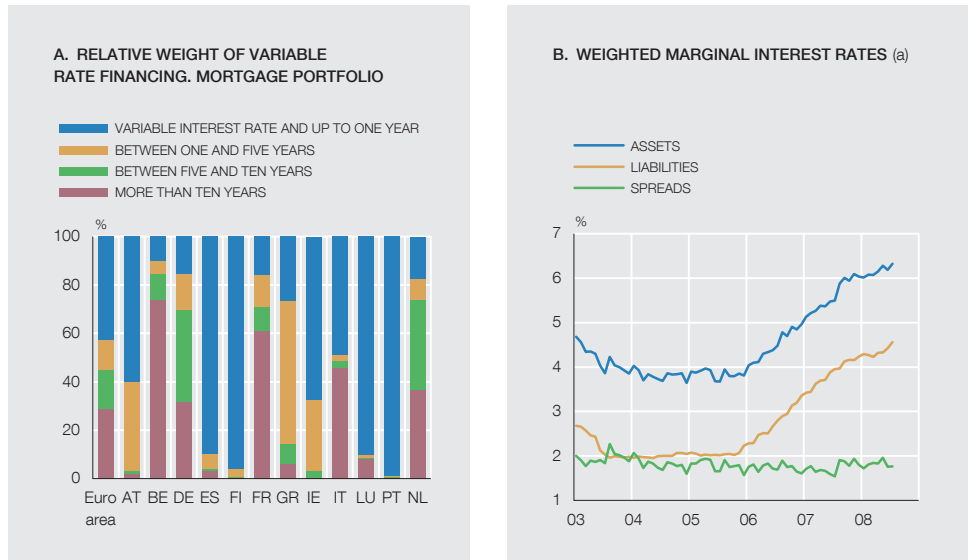 A. RELATIVE WEIGHT OF VARIABLE
RATE FINANCING. MORTGAGE PORTFOLIO
VARIABLE INTEREST RATE AND UP TO ONE YEAR
BETWEEN ONE AND FIVE YEARS
BETWEEN FIVE AND TEN YEARS
MORE THAN TEN YEARS
%
100
80
60
40
20
0
Euro area AT BE DE ES FI FR GR IE IT LU PT NL
B. WEIGHTED MARGINAL INTEREST RATES (a)
ASSETS
LIABILITIES
SPREADS
%
7
6
5
4
3
2
1
03 04 05 06 07 08